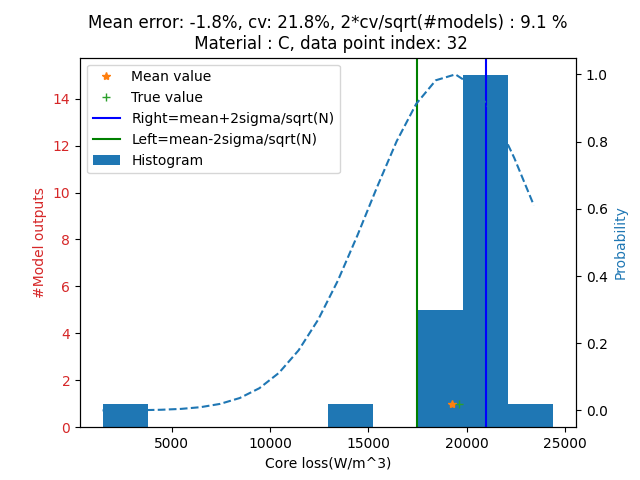 Mean error: -1.8%, cv: 21.8%, 2*cv/sqrt(#models) : 9.1 %
Material : C, data point index: 32
Mean value
True value
Right=mean+2sigma/sqrt(N)
Left=mean-2sigma/sqrt(N)
Histogram
#Model outputs
0
2
4
6
8
10
12
14
Probability
0.0
0.2
0.4
0.6
0.8
1.0
5000 10000 15000 20000 25000
Core loss(W/m^3)